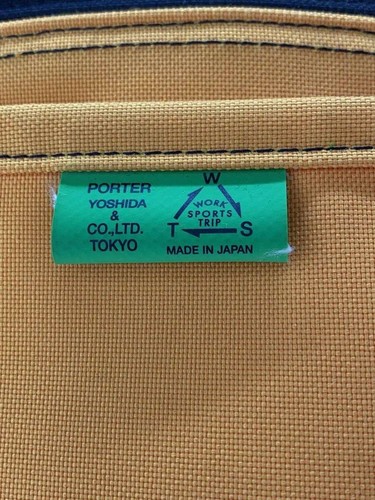 PORTER
YOSHIDA
&
CO.,LTD.
TOKYO
W
WORK
SPORTS
TRIP
T S
MADE IN JAPAN